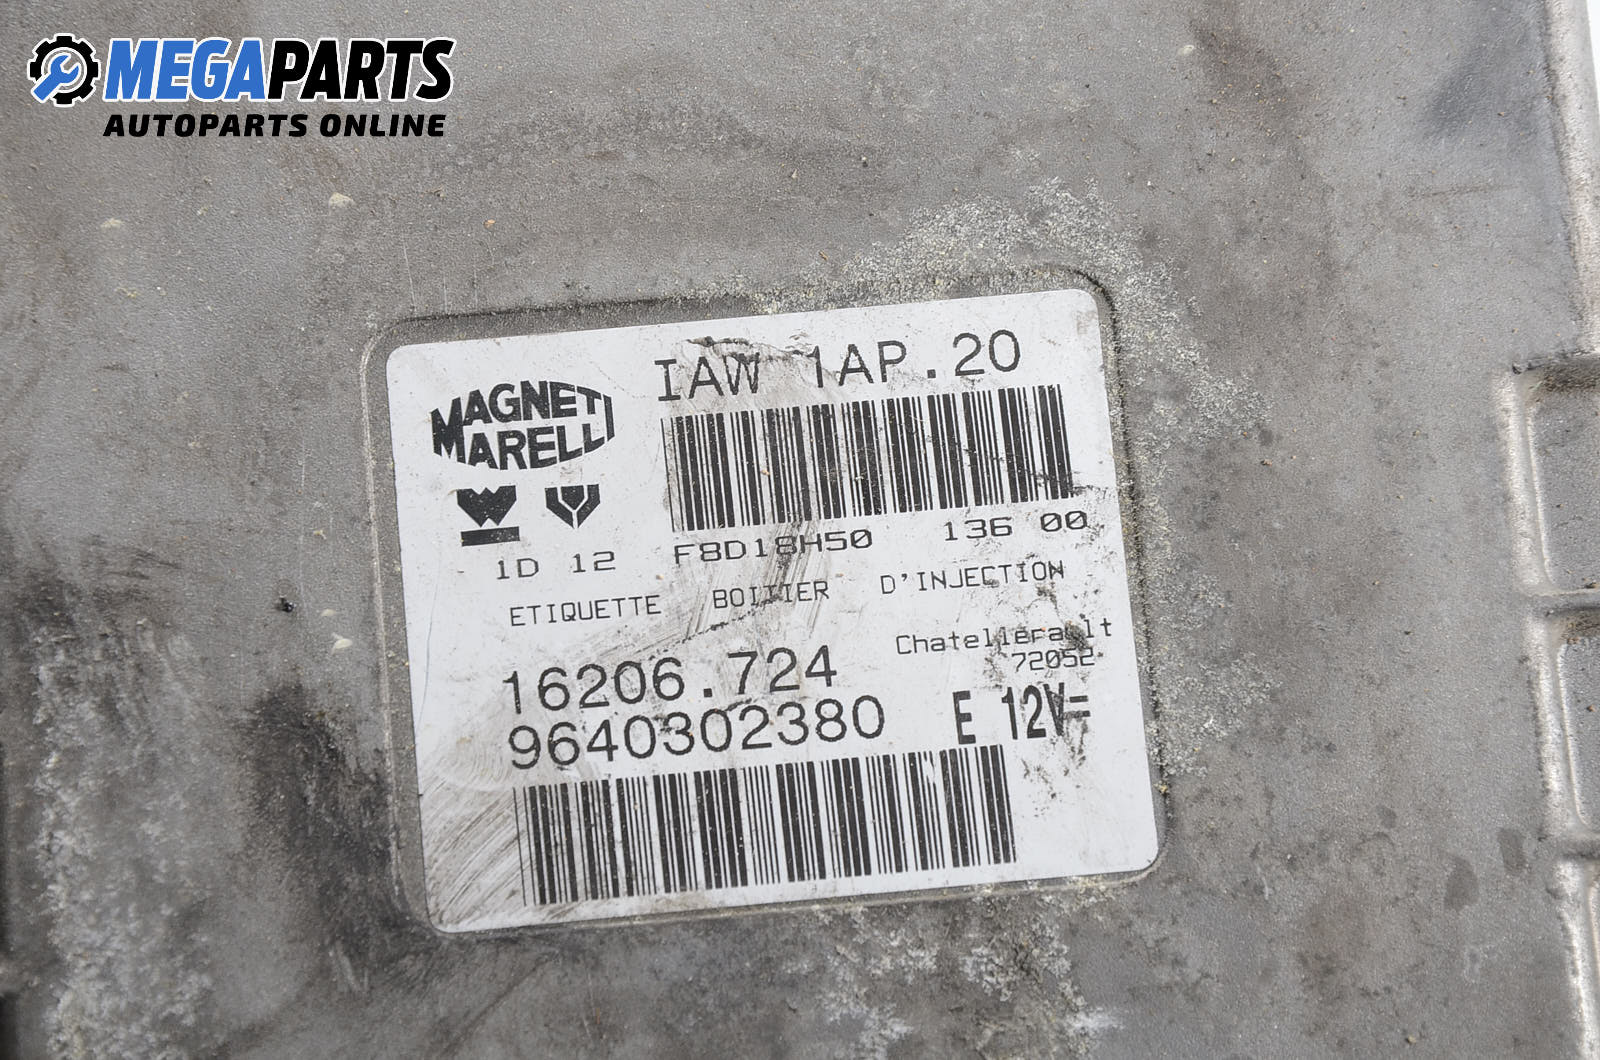 MEGAPARTS
AUTOPARTS ONLINE
IAW 1AP.20
MAGNETI
MARELLI
1D 12 F8D18H50 136 00
ETIQUETTE BOITIER D'INJECTION
Chatellerault
72052
16206.724
9640302380 E 12V=